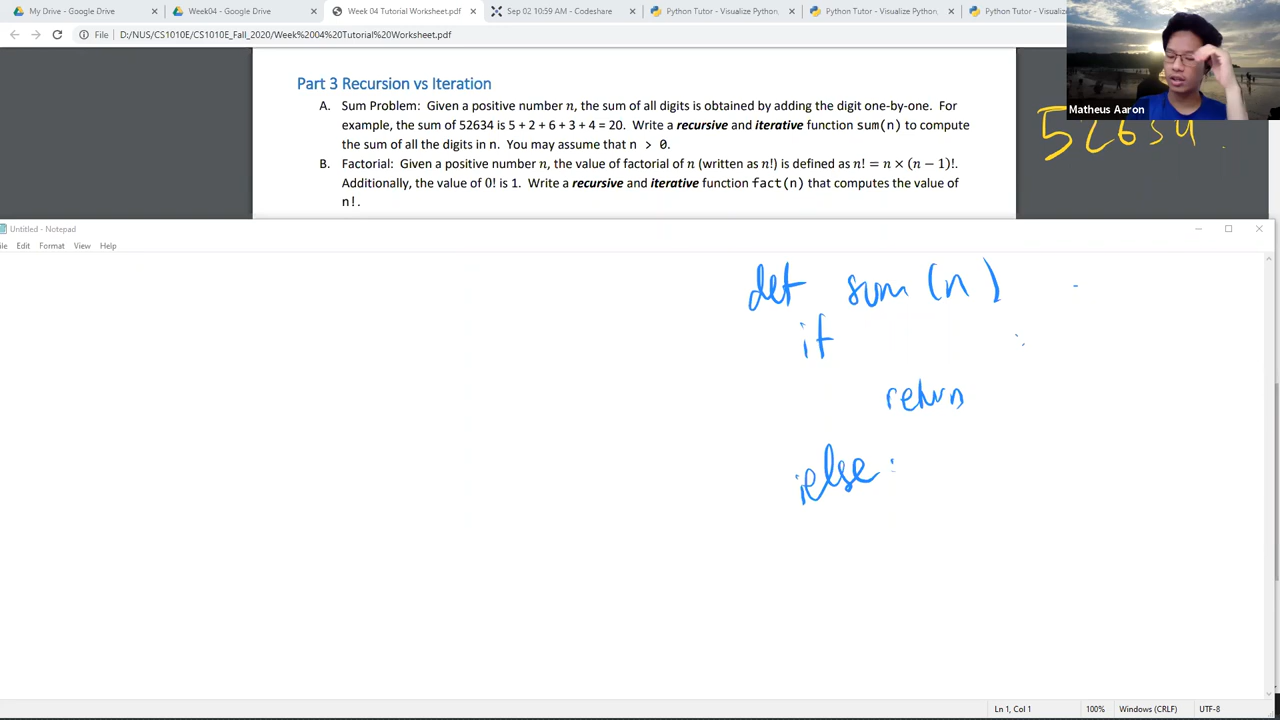 My Drive - Google Drive
Week04 - Google Drive
Week 04 Tutorial Worksheet.pdf
Sep 02 10:59 AM - Codeshare
Python Tutor - Visualize Python,
Python Tutor - Visualize Python,
Python Tutor - Visualiz
File D:/NUS/CS1010E/CS1010E_Fall_2020/Week%2004%20Tutorial%20Worksheet.pdf
Matheus Aaron
52634
Part 3 Recursion vs Iteration
A. Sum Problem: Given a positive number n, the sum of all digits is obtained by adding the digit one-by-one. For
example, the sum of 52634 is 5 + 2 + 6 + 3 + 4 = 20. Write a recursive and iterative function sum(n) to compute
the sum of all the digits in n. You may assume that n > 0.
B. Factorial: Given a positive number n, the value of factorial of n (written as n!) is defined as n! = n × (n − 1)!.
Additionally, the value of 0! is 1. Write a recursive and iterative function fact(n) that computes the value of
n!.
Untitled - Notepad
ile Edit Format View Help
def sum (n)
if :
return
else :
Ln 1, Col 1 100% Windows (CRLF) UTF-8